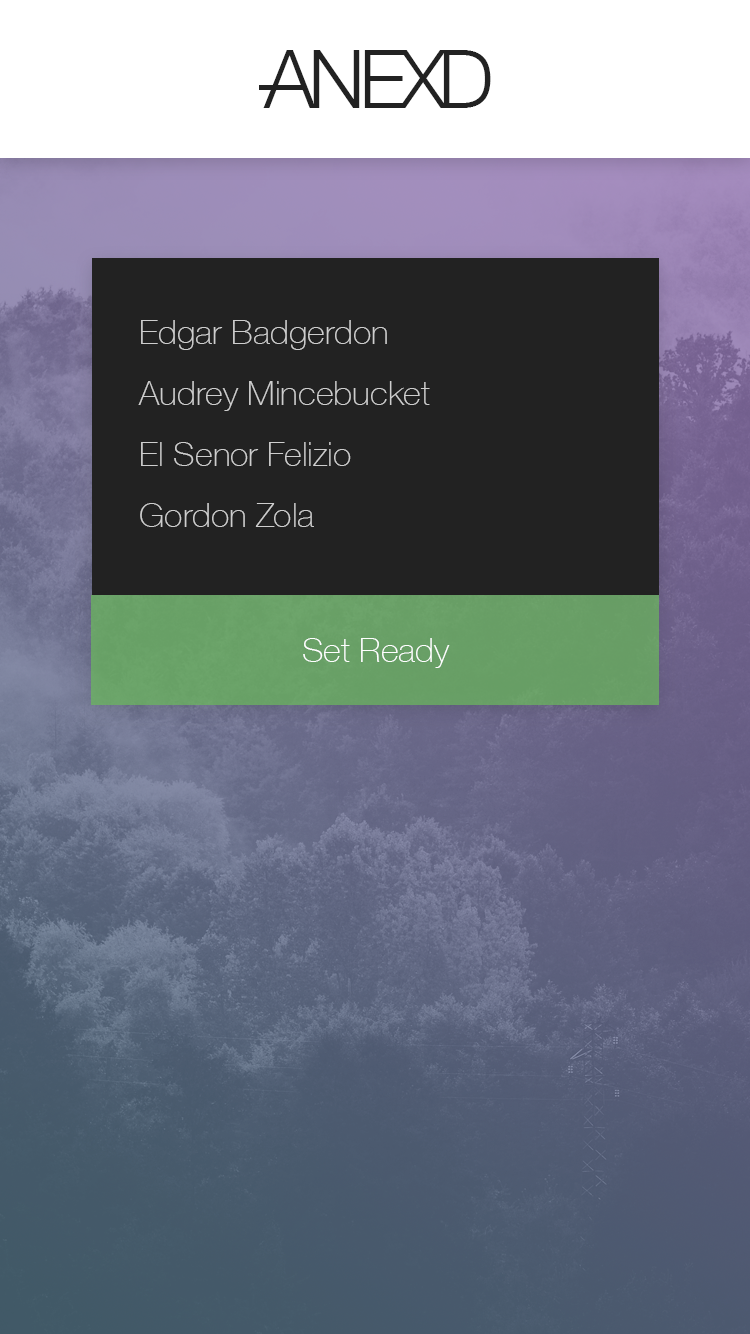 ANEXD
Edgar Badgerdon
Audrey Mincebucket
El Senor Felizio
Gordon Zola
Set Ready